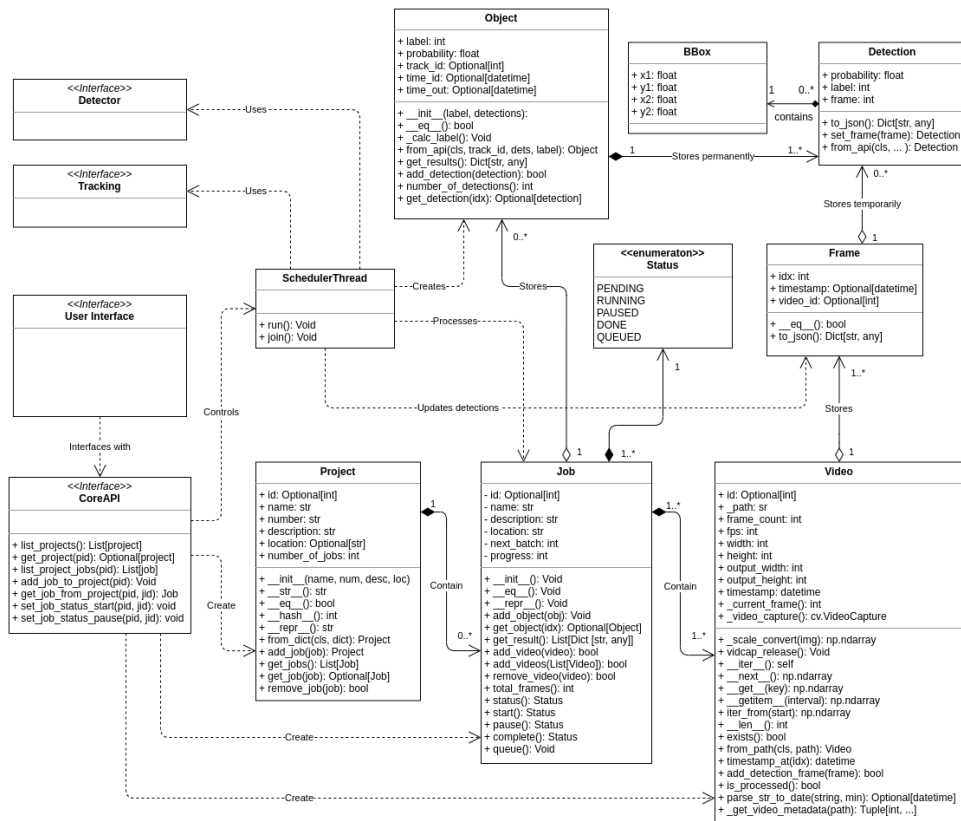 Object
+ label: int
+ probability: float
+ track_id: Optional[int]
+ time_id: Optional[datetime]
+ time_out: Optional[datetime]
+ __init__(label, detections):
+ __eq__(): bool
+ _calc_label(): Void
+ from_api(cls, track_id, dets, label): Object
+ get_results(): Dict[str, any]
+ add_detection(detection): bool
+ number_of_detections(): int
+ get_detection(idx): Optional[detection]
BBox
+ x1: float
+ y1: float
+ x2: float
+ y2: float
Detection
+ probability: float
+ label: int
+ frame: int
+ to_json(): Dict[str, any]
+ set_frame(frame): Detection
+ from_api(cls, ... ): Detection
1
0..*
contains
1
Stores permanently
1..*
<<Interface>>
Detector
Uses
<<Interface>>
Tracking
Uses
0..*
Stores temporarily
1
0..*
<<enumeraton>>
Status
PENDING
RUNNING
PAUSED
DONE
QUEUED
Frame
+ idx: int
+ timestamp: Optional[datetime]
+ video_id: Optional[int]
+ __eq__(): bool
+ to_json(): Dict[str, any]
SchedulerThread
+ run(): Void
+ join(): Void
Creates
Stores
Processes
<<Interface>>
User Interface
1
1..*
Controls
Updates detections
Stores
Interfaces with
1
1..*
1
<<Interface>>
CoreAPI
+ list_projects(): List[project]
+ get_project(pid): Optional[project]
+ list_project_jobs(pid): List[job]
+ add_job_to_project(pid): Void
+ get_job_from_project(pid, jid): Job
+ set_job_status_start(pid, jid): void
+ set_job_status_pause(pid, jid): void
Create
Project
+ id: Optional[int]
+ name: str
+ number: str
+ description: str
+ location: Optional[str]
+ number_of_jobs: int
+ __init__(name, num, desc, loc)
+ __str__(): str
+ __eq__(): bool
+ __hash__(): int
+ __repr__(): str
+ from_dict(cls, dict): Project
+ add_job(job): Project
+ get_jobs(): List[Job]
+ get_job(job): Optional[Job]
+ remove_job(job): bool
1
Contain
0..*
Job
- id: Optional[int]
- name: str
- description: str
- location: str
- next_batch: int
- progress: int
+ __init__(): Void
+ __eq__(): Void
+ __repr__(): Void
+ add_object(obj): Void
+ get_object(idx): Optional[Object]
+ get_result(): List[Dict [str, any]]
+ add_video(video): bool
+ add_videos(List[Video]): bool
+ remove_video(video): bool
+ total_frames(): int
+ status(): Status
+ start(): Status
+ pause(): Status
+ complete(): Status
+ queue(): Void
1..*
Contain
1..*
Video
+ id: Optional[int]
+ _path: sr
+ frame_count: int
+ fps: int
+ width: int
+ height: int
+ output_width: int
+ output_height: int
+ timestamp: datetime
+ _current_frame(): int
+ _video_capture(): cv.VideoCapture
+ _scale_convert(img): np.ndarray
+ vidcap_release(): Void
+ __iter__(): self
+ __next__(): np.ndarray
+ __get__(key): np.ndarray
+ __getitem__(interval): np.ndarray
+ iter_from(start): np.ndarray
+ __len__(): int
+ exists(): bool
+ from_path(cls, path): Video
+ timestamp_at(idx): datetime
+ add_detection_frame(frame): bool
+ is_processed(): bool
+ parse_str_to_date(string, min): Optional[datetime]
+ _get_video_metadata(path): Tuple[int, ...]
Create
Create